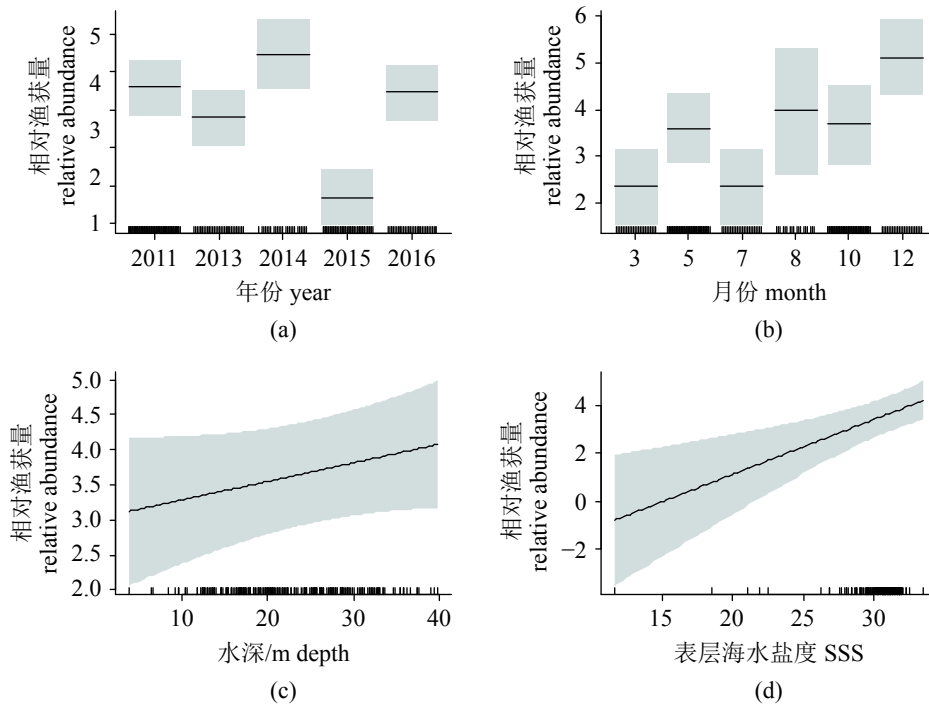 相对渔获量
relative abundance
5
4
3
2
1
2011 2013 2014 2015 2016
年份 year
(a)
相对渔获量
relative abundance
6
5
4
3
2
3 5 7 8 10 12
月份 month
(b)
相对渔获量
relative abundance
5.0
4.5
4.0
3.5
3.0
2.5
2.0
10 20 30 40
水深/m depth
(c)
相对渔获量
relative abundance
4
2
0
−2
15 20 25 30
表层海水盐度 SSS
(d)